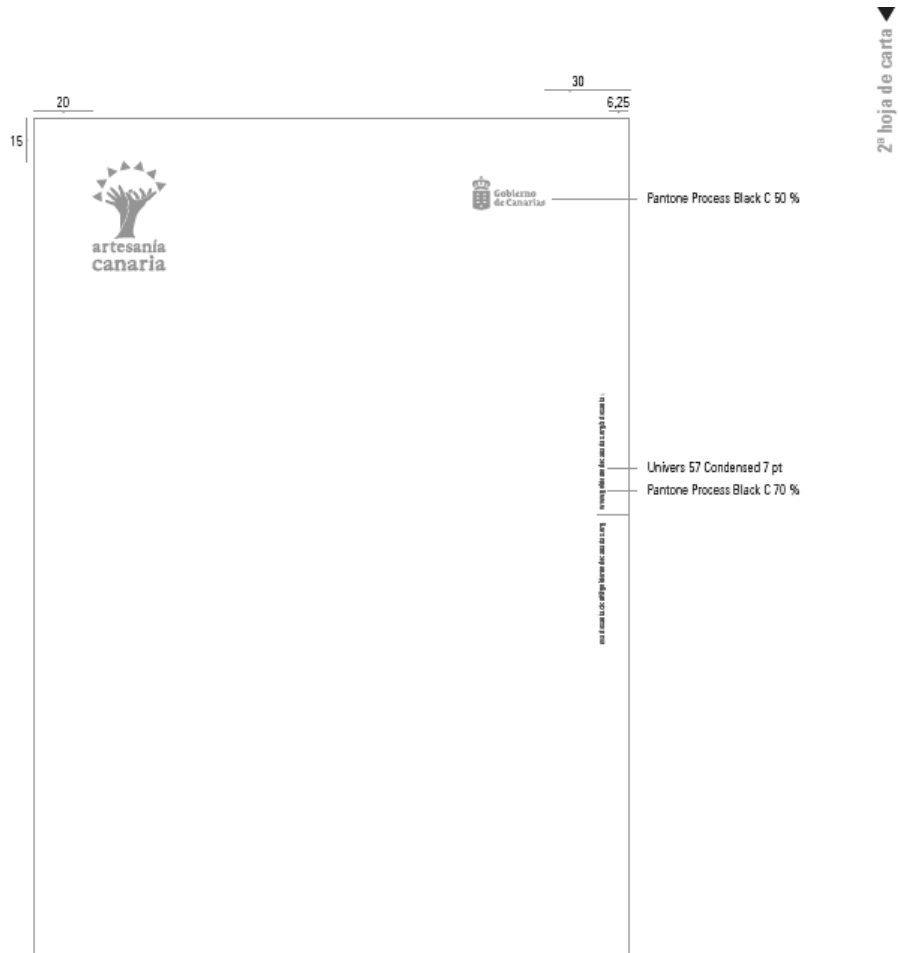 2ª hoja de carta
30
20
6,25
15
Gobierno
de Canarias
Pantone Process Black C 50 %
artesanía
canaria
Univers 57 Condensed 7 pt
Pantone Process Black C 70 %